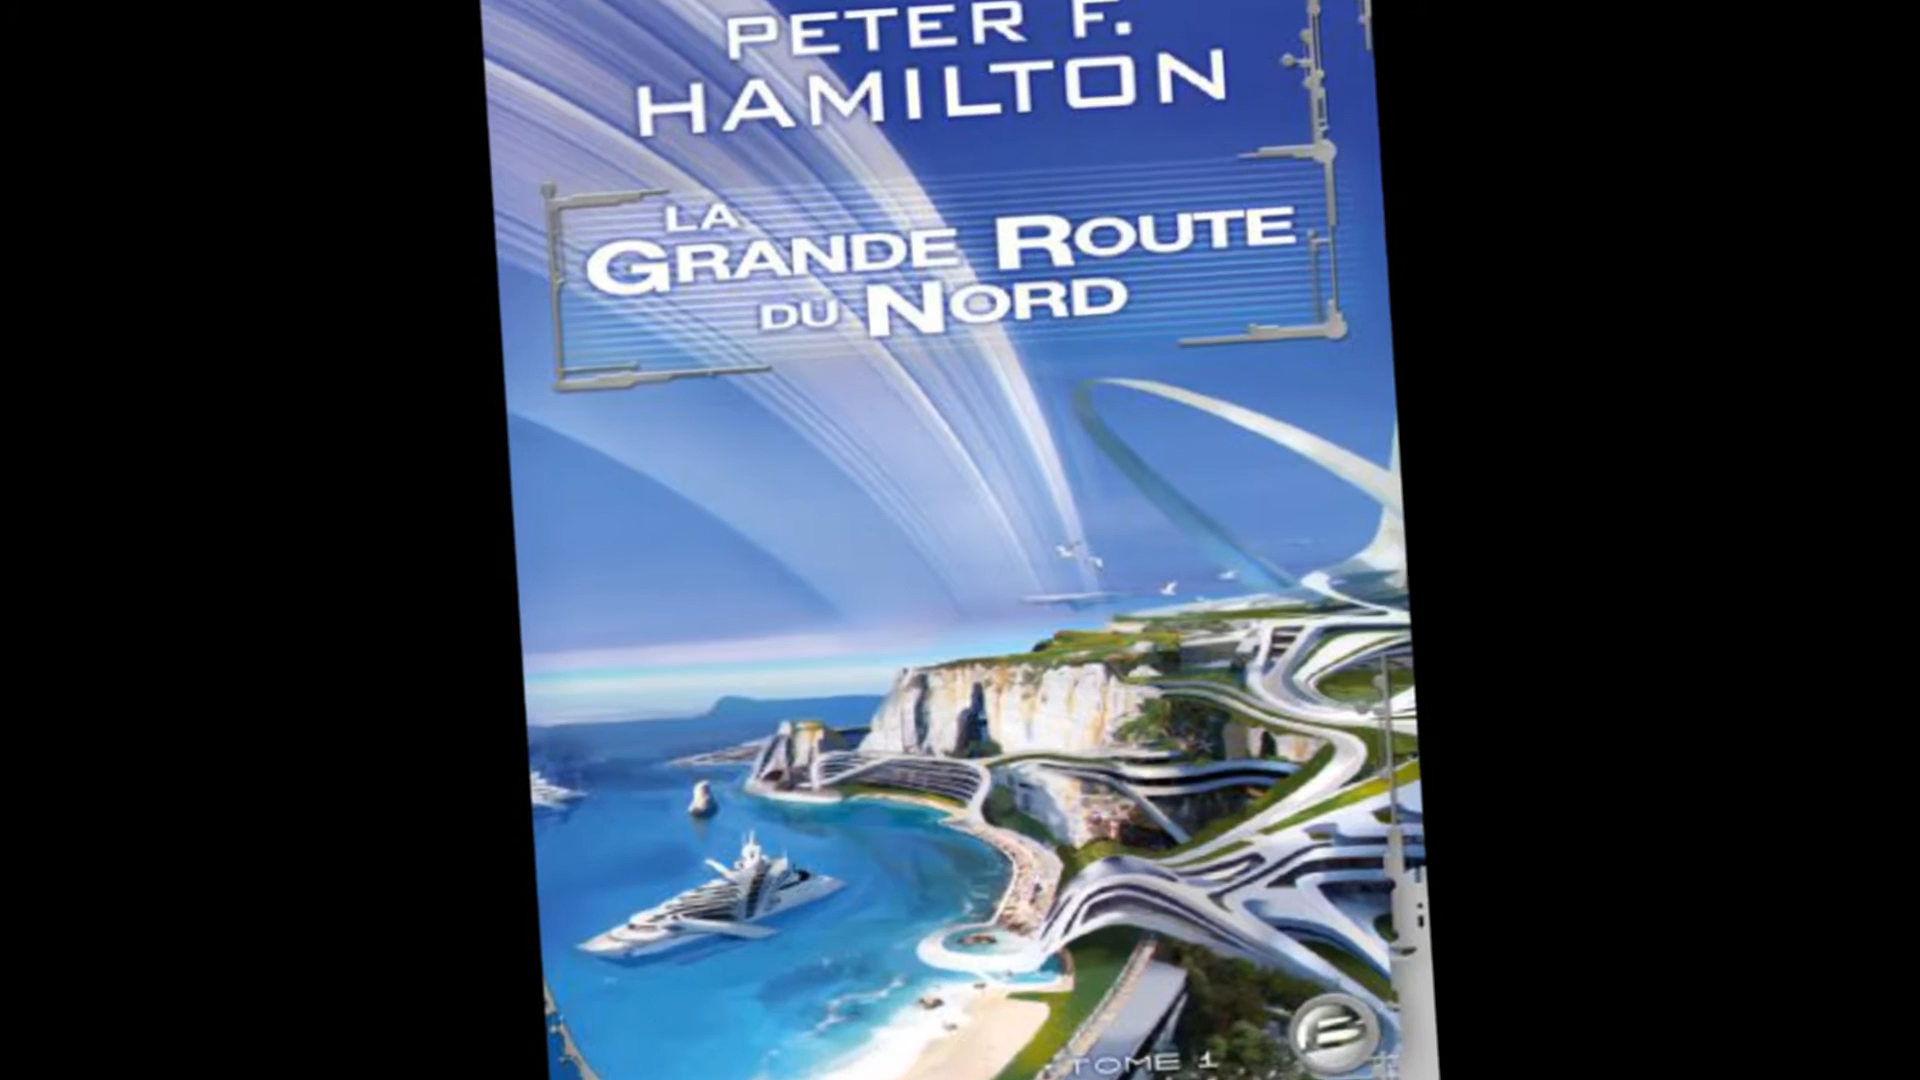 PETER F.
HAMILTON
LA
GRANDE ROUTE
DU NORD
TOME 1